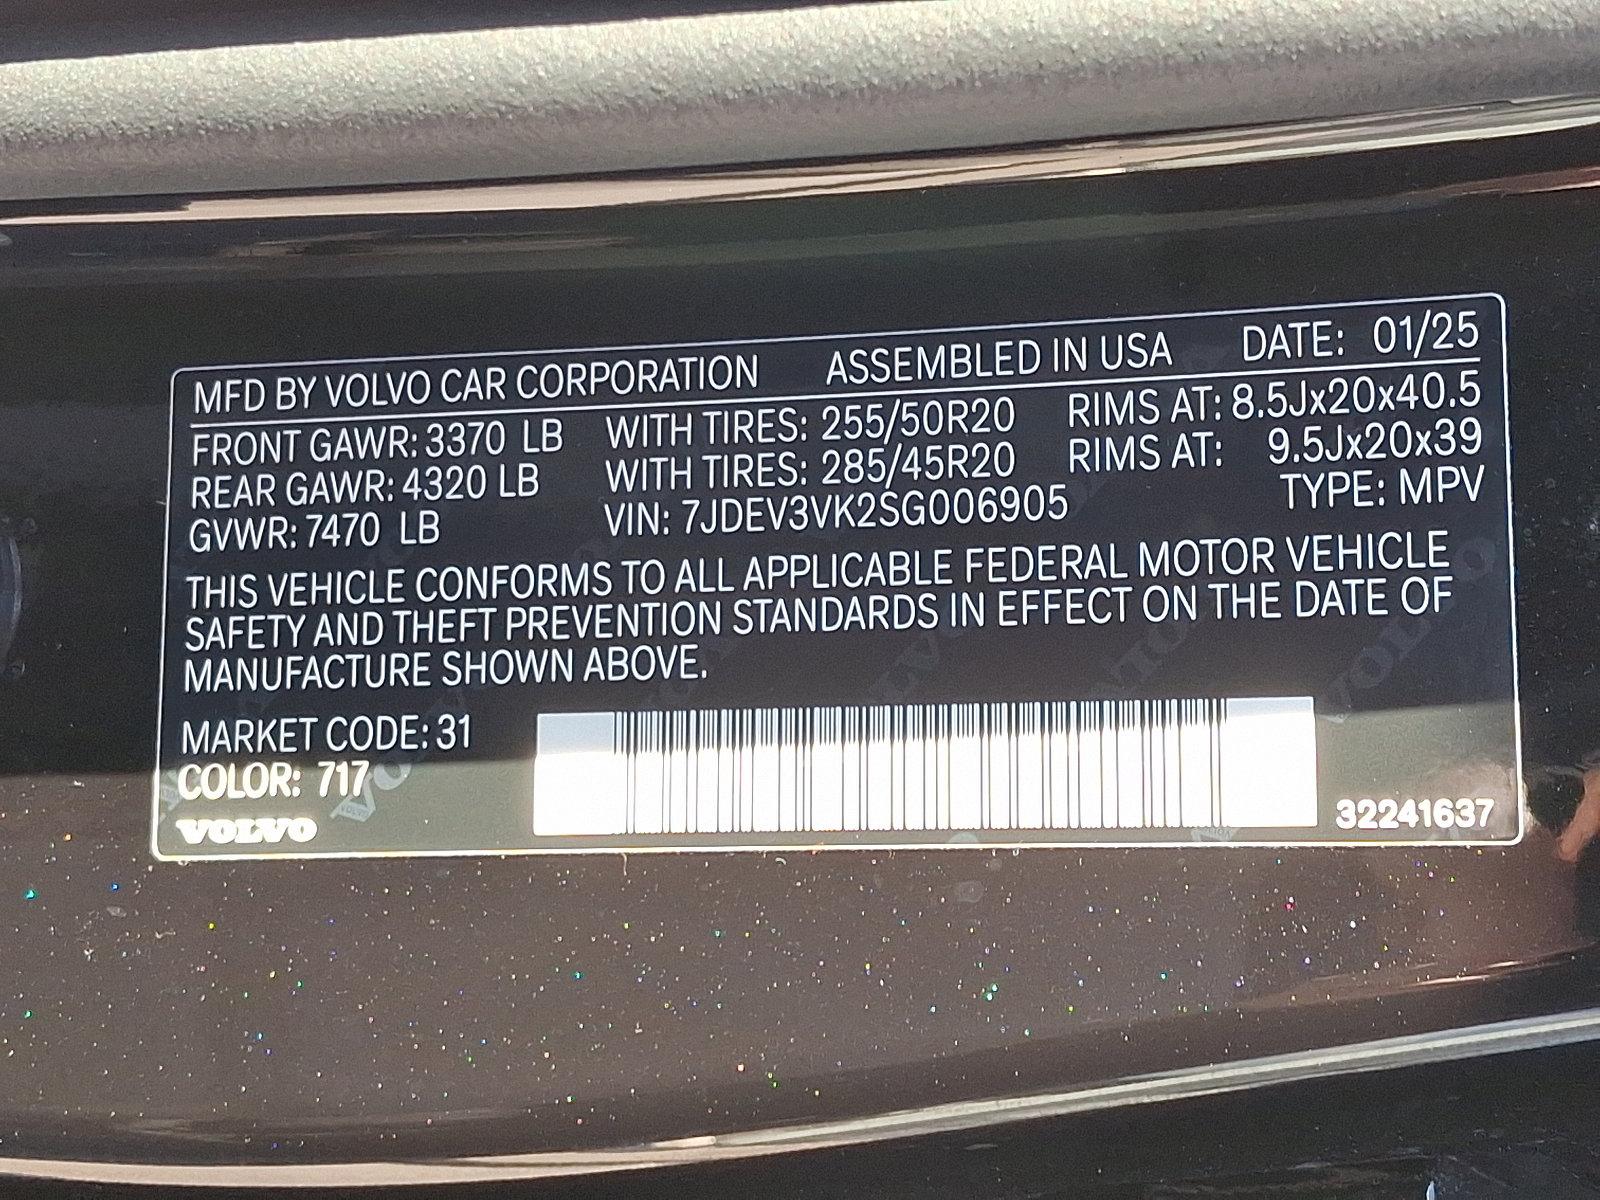 MFD BY VOLVO CAR CORPORATION ASSEMBLED IN USA DATE: 01/25
FRONT GAWR: 3370 LB WITH TIRES: 255/50R20 RIMS AT: 8.5Jx20x40.5
REAR GAWR: 4320 LB WITH TIRES: 285/45R20 RIMS AT: 9.5Jx20x39
GVWR: 7470 LB VIN: 7JDEV3VK2SG006905 TYPE: MPV
THIS VEHICLE CONFORMS TO ALL APPLICABLE FEDERAL MOTOR VEHICLE
SAFETY AND THEFT PREVENTION STANDARDS IN EFFECT ON THE DATE OF
MANUFACTURE SHOWN ABOVE.
MARKET CODE: 31
COLOR: 717
VOLVO 32241637